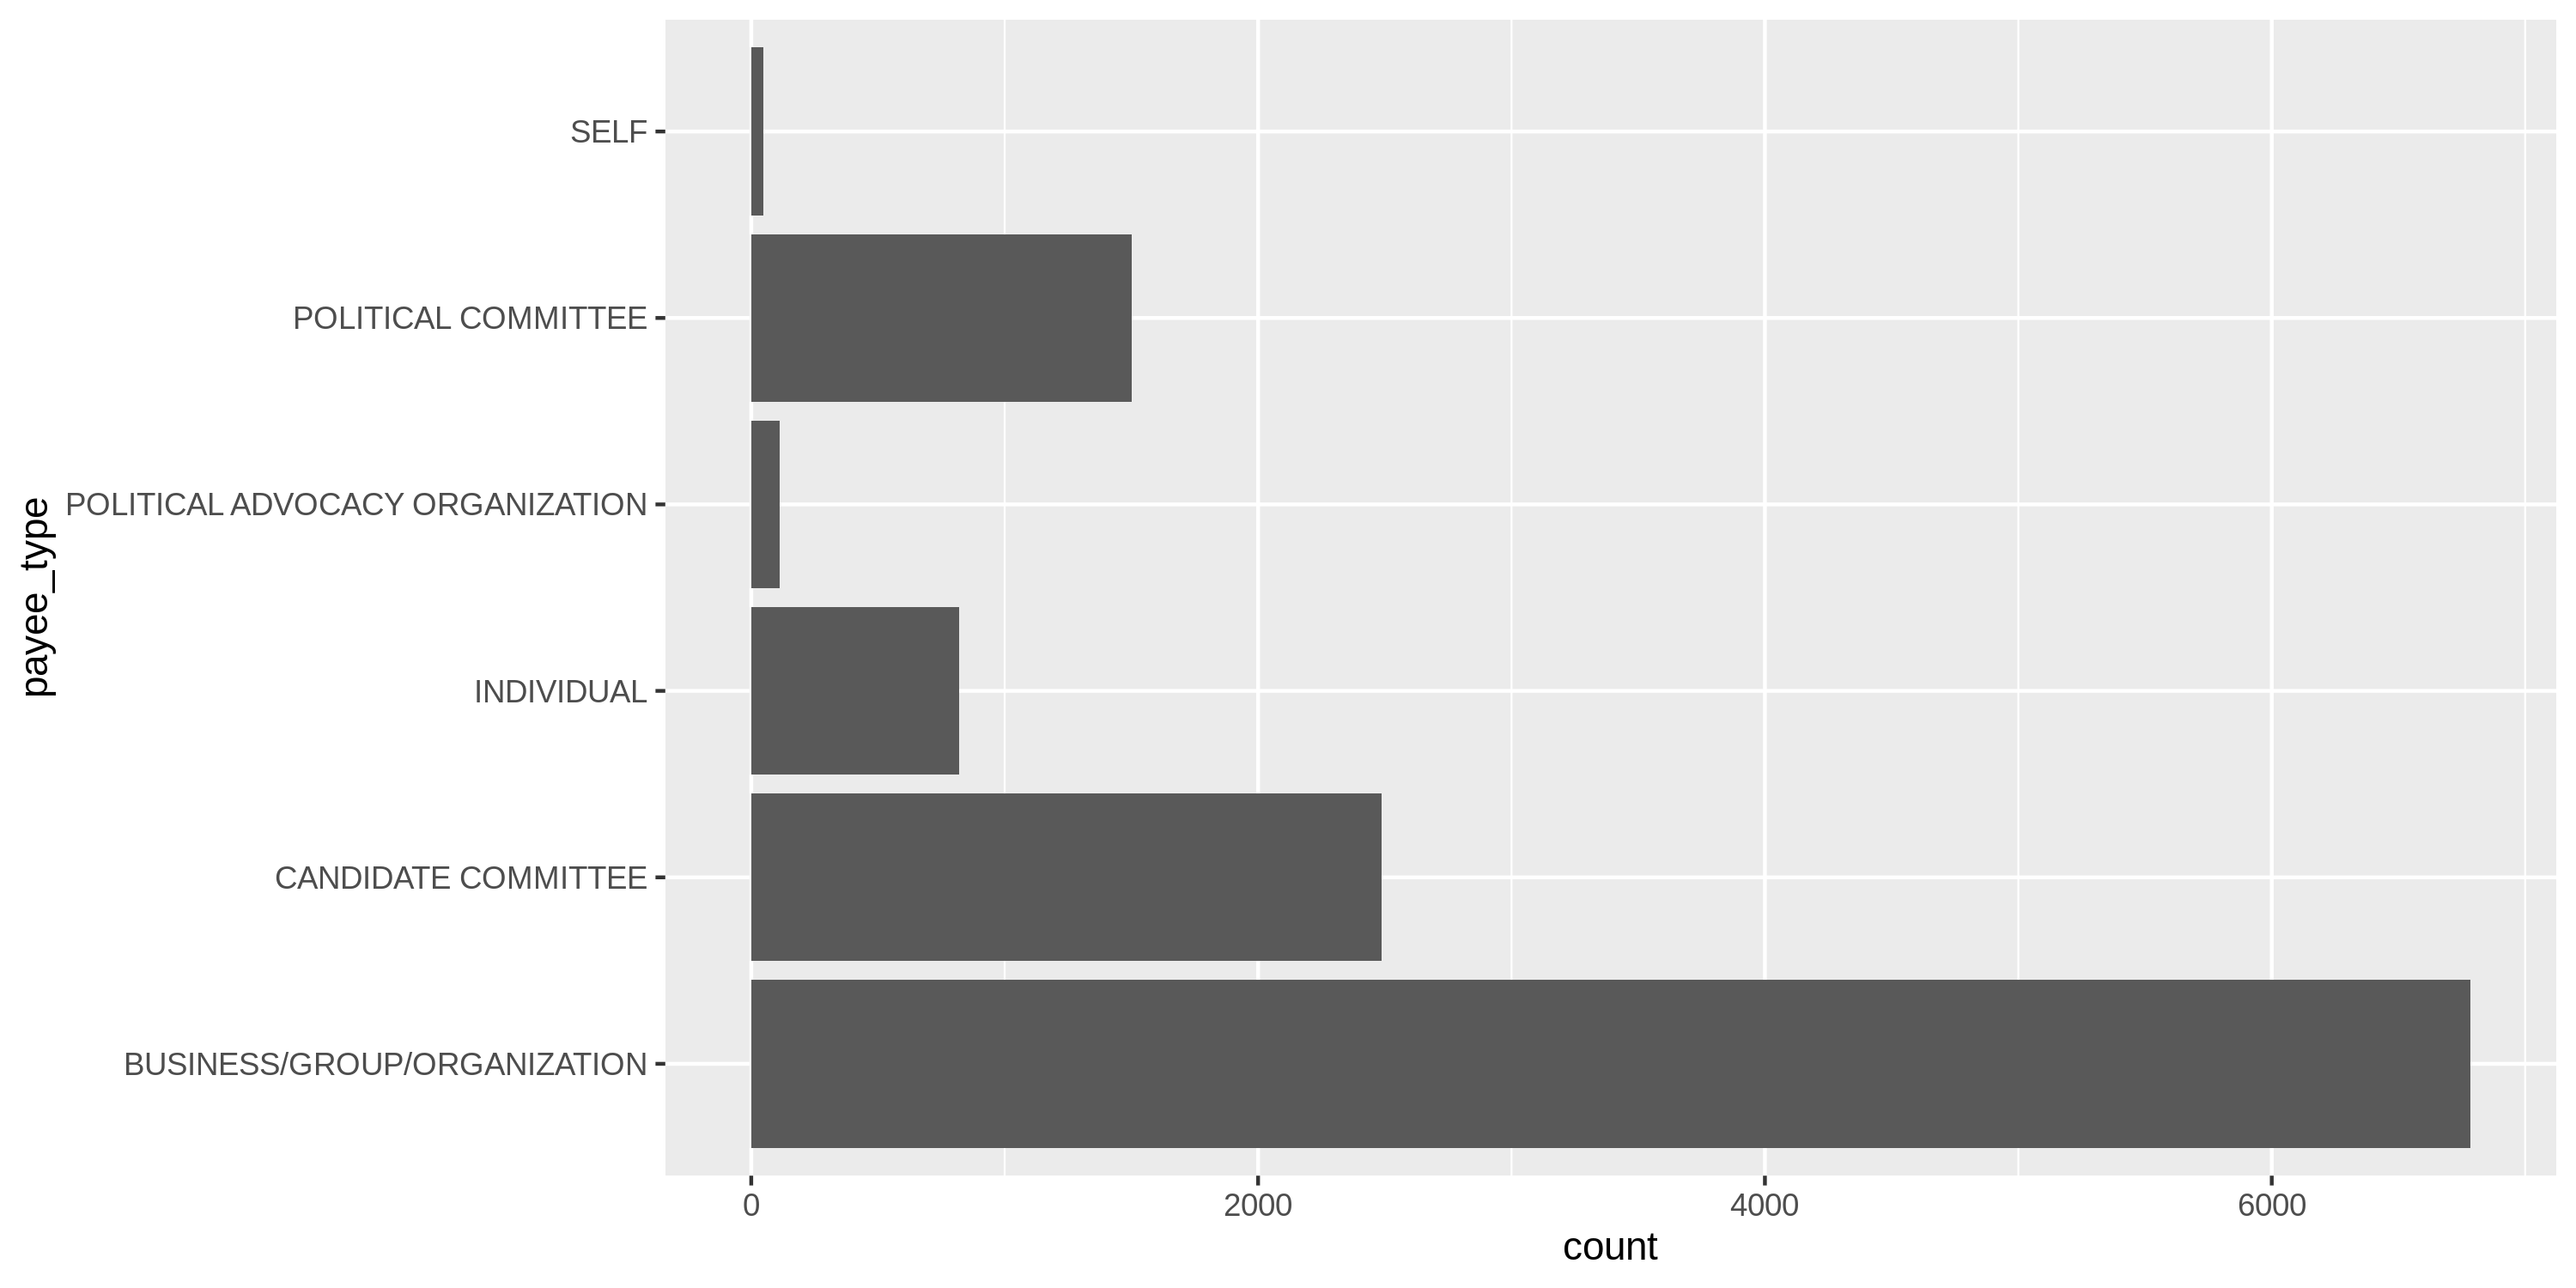 SELF
POLITICAL COMMITTEE
POLITICAL ADVOCACY ORGANIZATION
INDIVIDUAL
CANDIDATE COMMITTEE
BUSINESS/GROUP/ORGANIZATION
payee_type
0 2000 4000 6000
count